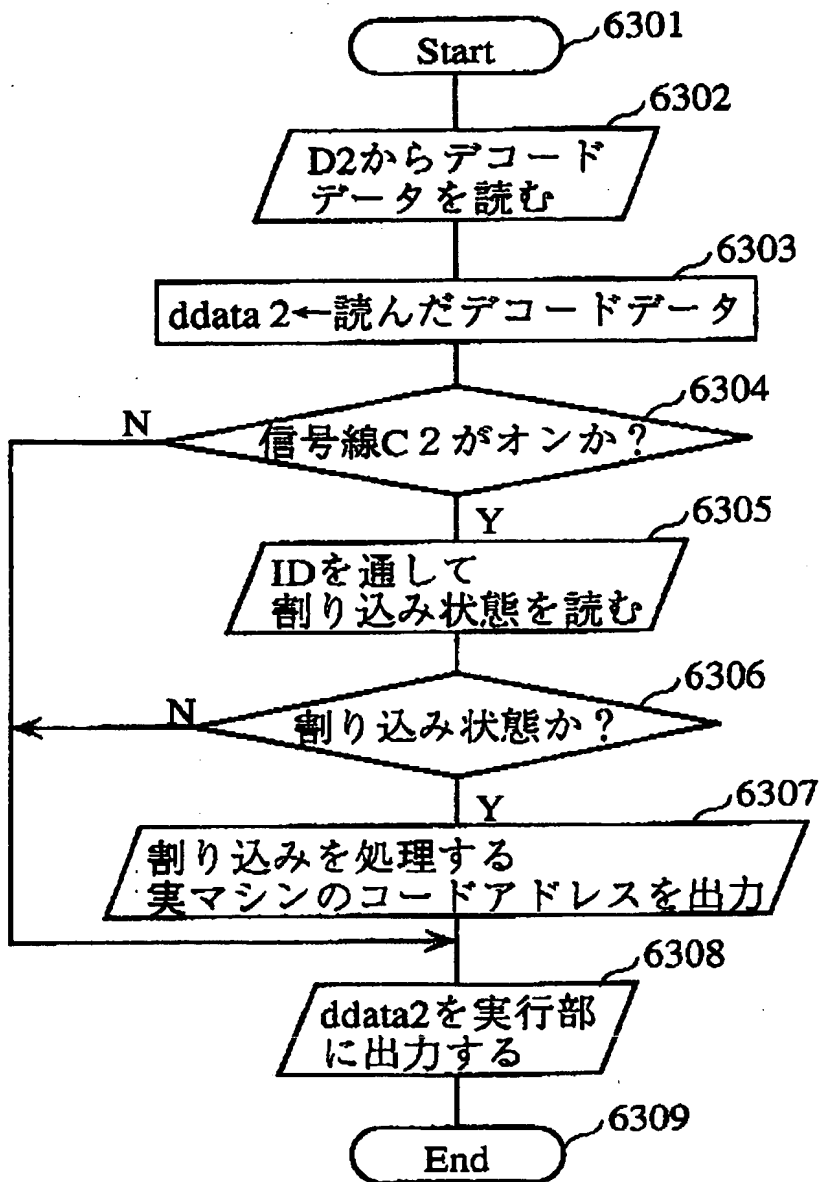 Start
6301
6302
D2からデコード
データを読む
6303
ddata 2←読んだデコードデータ
6304
N
信号線C2がオンか?
Y
6305
IDを通して
割り込み状態を読む
6306
N
割り込み状態か?
Y
6307
割り込みを処理する
実マシンのコードアドレスを出力
6308
ddata2を実行部
に出力する
6309
End